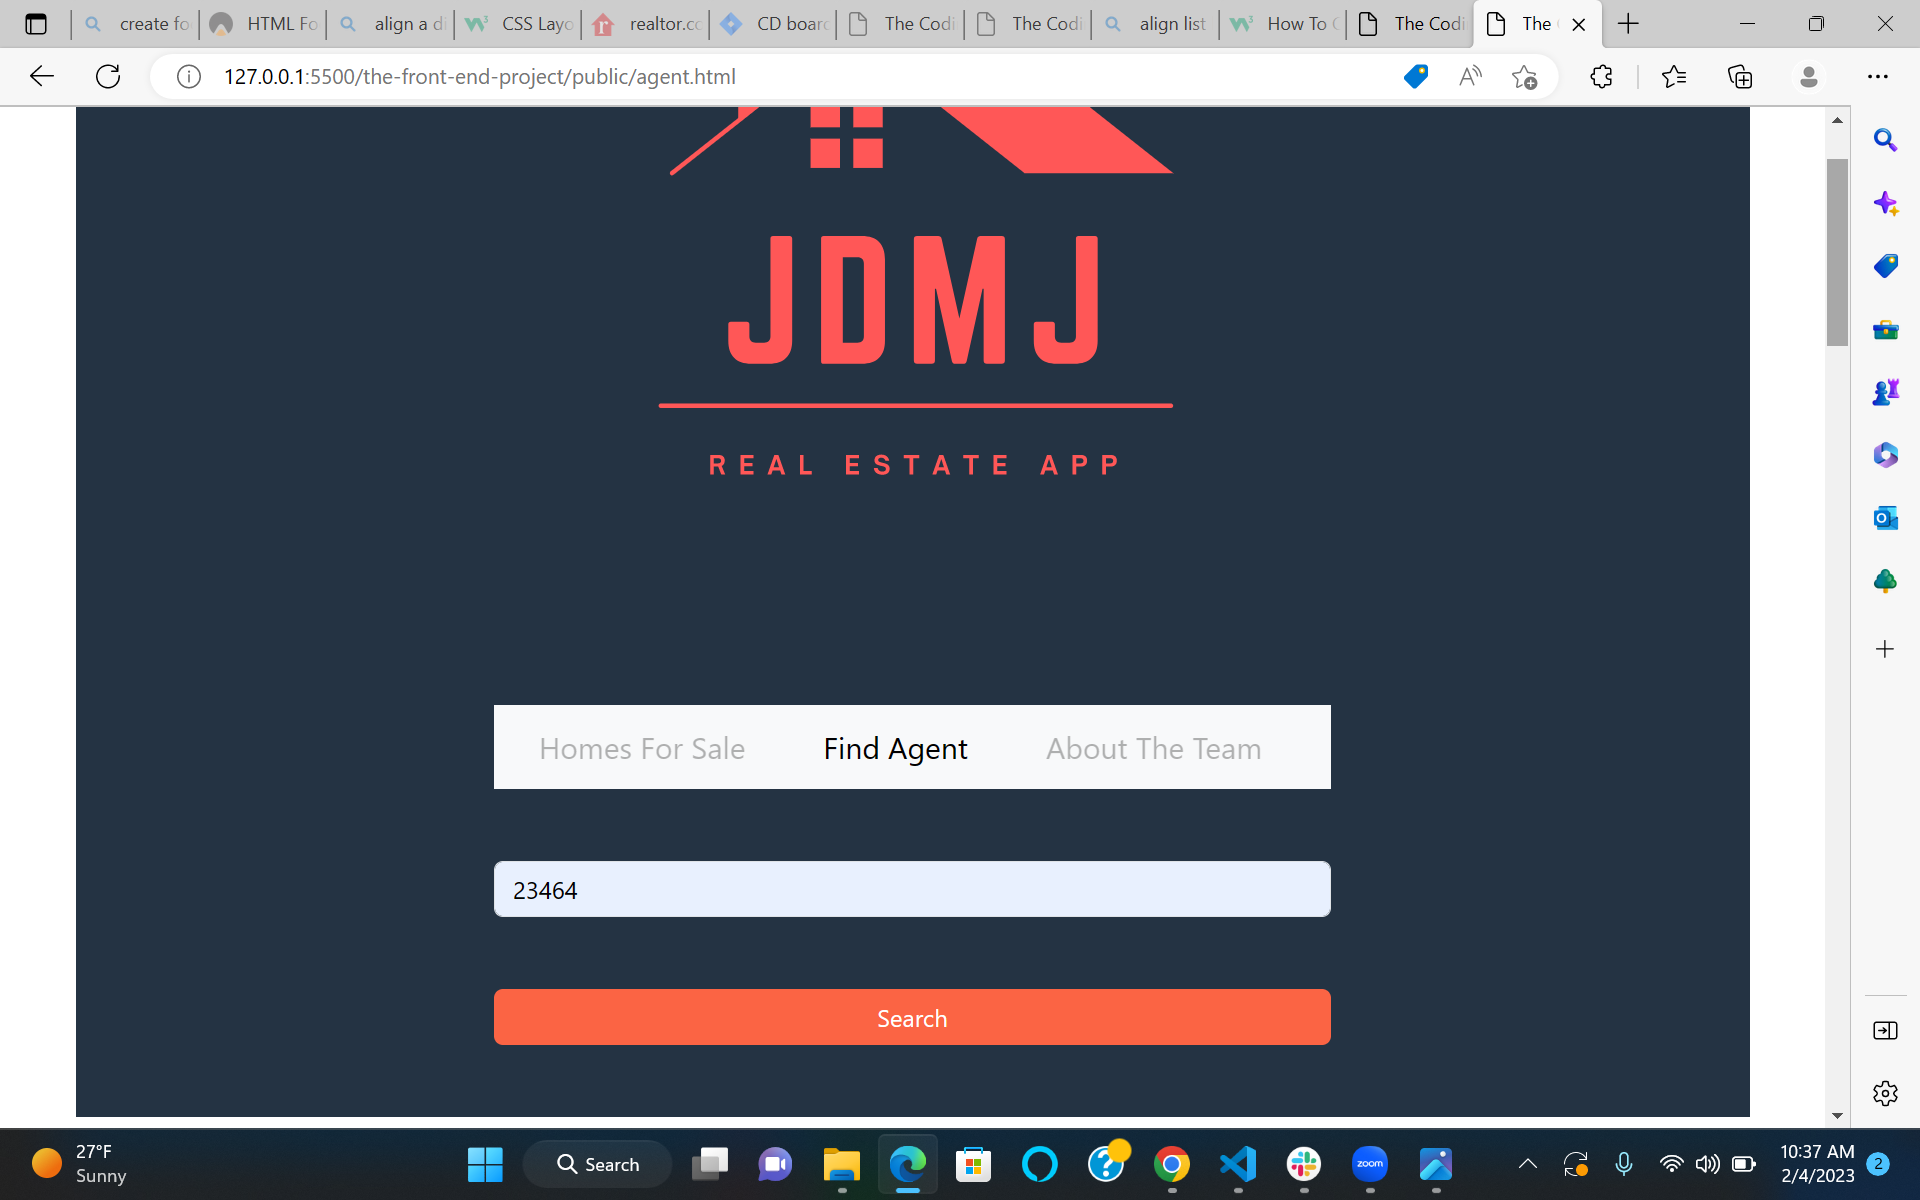 create fo
HTML Fo
align a di
CSS Layo
realtor.co
CD board
The Codi
The Codi
align list
How To C
The Codi
The
127.0.0.1:5500/the-front-end-project/public/agent.html
JDMJ
REAL ESTATE APP
Homes For Sale Find Agent About The Team
23464
Search
27°F
Sunny
Search
zoom
10:37 AM
2/4/2023
2